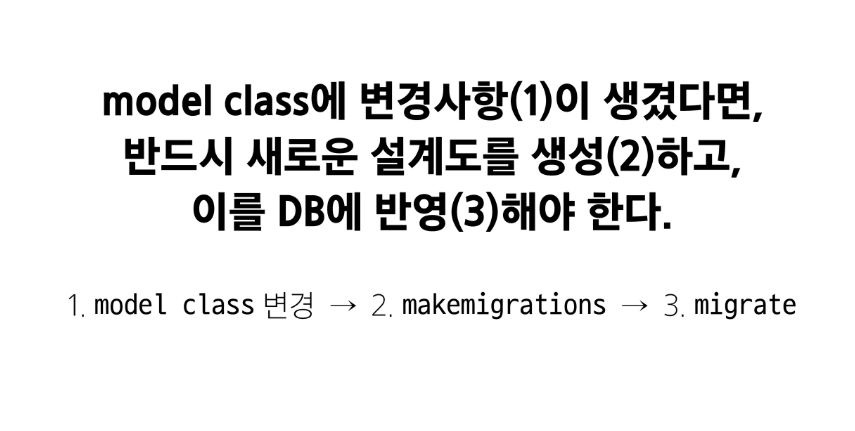 model class에 변경사항(1)이 생겼다면,
반드시 새로운 설계도를 생성(2)하고,
이를 DB에 반영(3)해야 한다.
1. model class 변경 → 2. makemigrations → 3. migrate